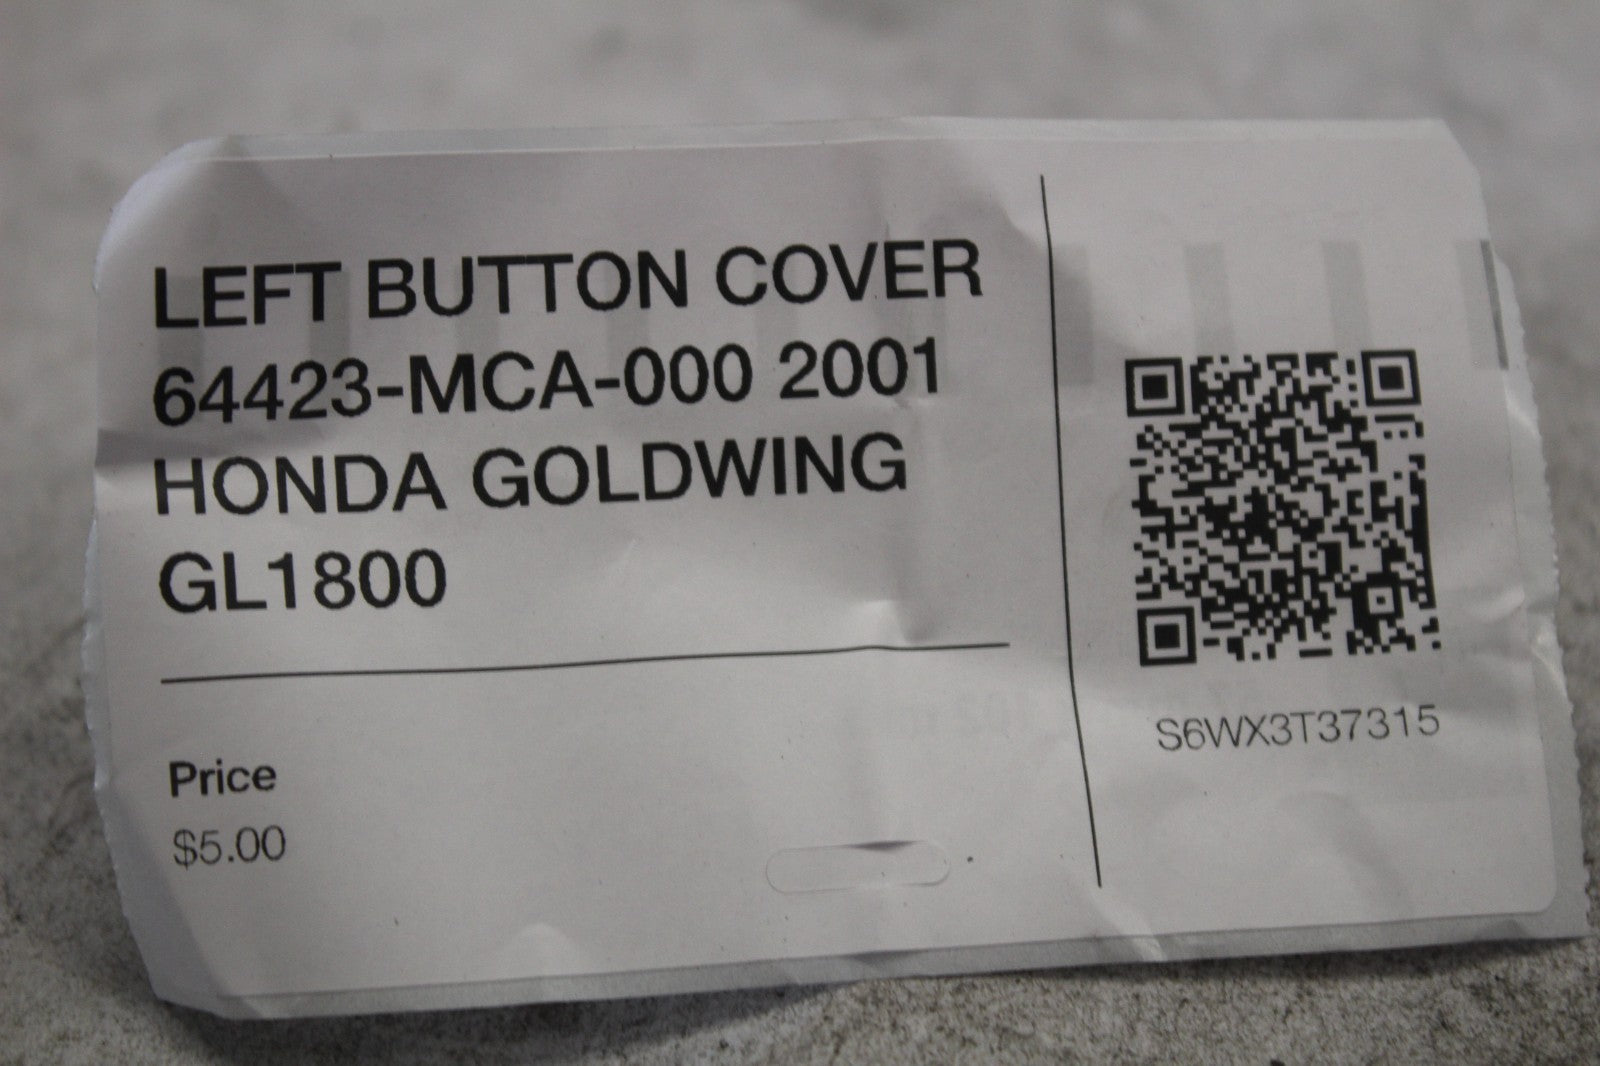 LEFT BUTTON COVER
64423-MCA-000 2001
HONDA GOLDWING
GL1800
Price
$5.00
S6WX3T37315